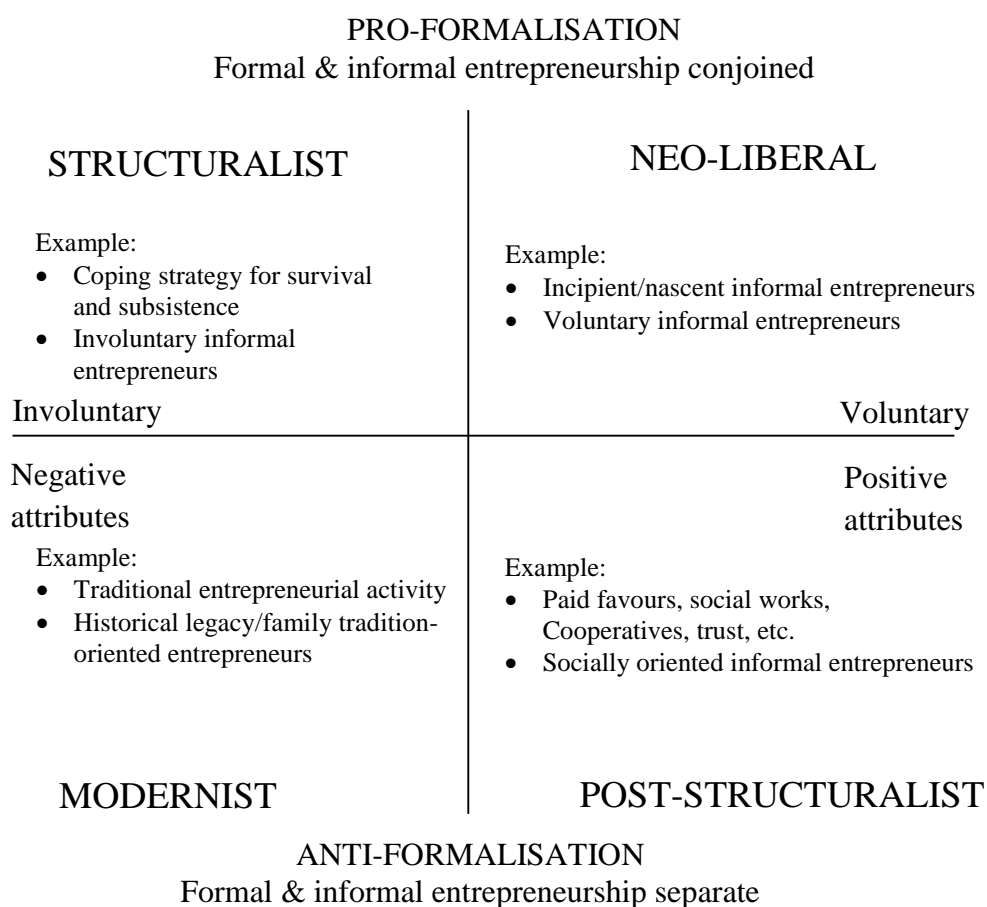 PRO-FORMALISATION
Formal & informal entrepreneurship conjoined
STRUCTURALIST
Example:
• Coping strategy for survival
and subsistence
• Involuntary informal
entrepreneurs
Involuntary
NEO-LIBERAL
Example:
• Incipient/nascent informal entrepreneurs
• Voluntary informal entrepreneurs
Voluntary
Negative
attributes
Example:
• Traditional entrepreneurial activity
• Historical legacy/family tradition-
oriented entrepreneurs
MODERNIST
Positive
attributes
Example:
• Paid favours, social works,
Cooperatives, trust, etc.
• Socially oriented informal entrepreneurs
POST-STRUCTURALIST
ANTI-FORMALISATION
Formal & informal entrepreneurship separate